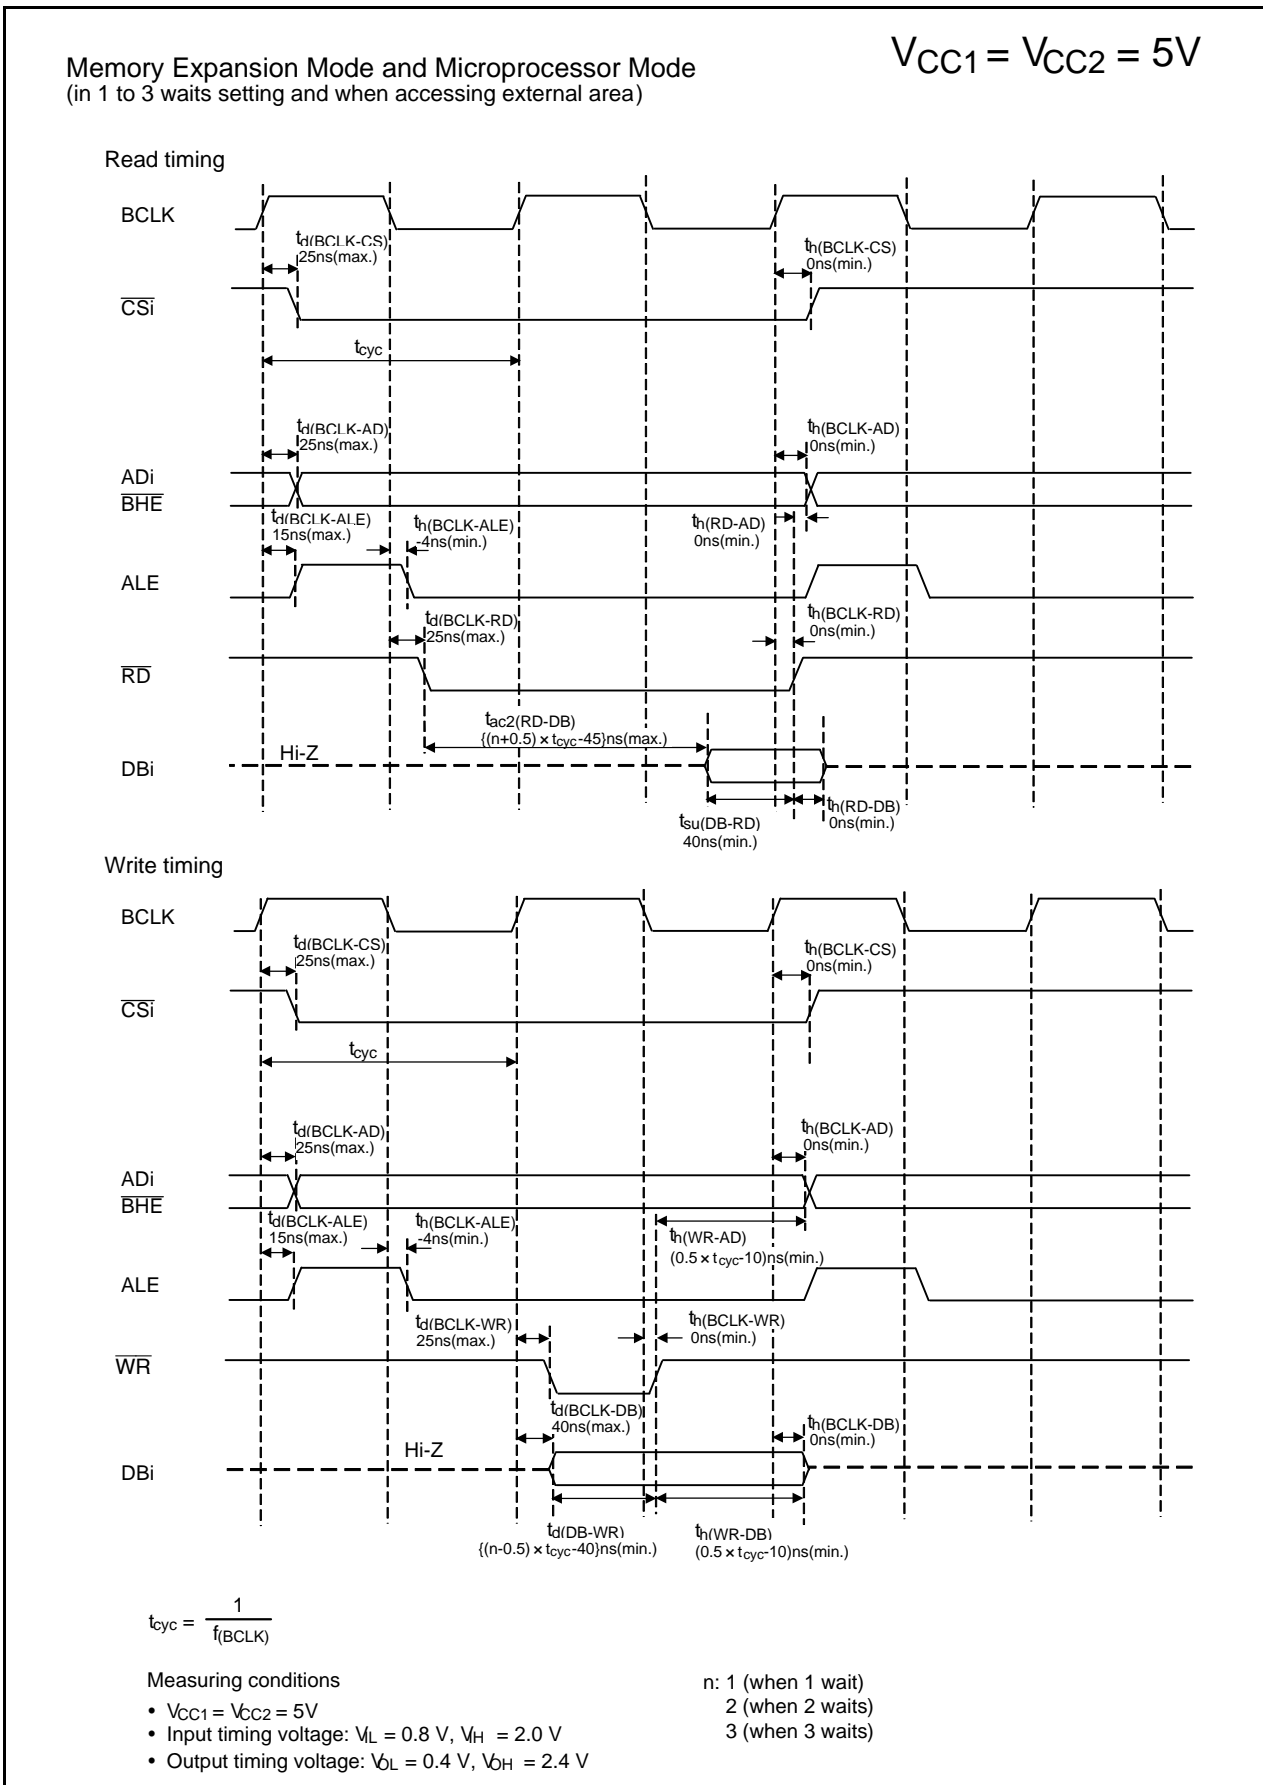 VCC1 = VCC2 = 5V
Memory Expansion Mode and Microprocessor Mode
(in 1 to 3 waits setting and when accessing external area)
Read timing
BCLK
td(BCLK-CS)
25ns(max.)
th(BCLK-CS)
0ns(min.)
CSi
tcyc
td(BCLK-AD)
25ns(max.)
th(BCLK-AD)
0ns(min.)
ADi
BHE
td(BCLK-ALE)
15ns(max.)
th(BCLK-ALE)
-4ns(min.)
th(RD-AD)
0ns(min.)
ALE
td(BCLK-RD)
25ns(max.)
th(BCLK-RD)
0ns(min.)
RD
tac2(RD-DB)
{(n+0.5) × tcyc-45}ns(max.)
Hi-Z
DBi
tsu(DB-RD)
40ns(min.)
th(RD-DB)
0ns(min.)
Write timing
BCLK
td(BCLK-CS)
25ns(max.)
th(BCLK-CS)
0ns(min.)
CSi
tcyc
td(BCLK-AD)
25ns(max.)
th(BCLK-AD)
0ns(min.)
ADi
BHE
td(BCLK-ALE)
15ns(max.)
th(BCLK-ALE)
-4ns(min.)
th(WR-AD)
(0.5 × tcyc-10)ns(min.)
ALE
td(BCLK-WR)
25ns(max.)
th(BCLK-WR)
0ns(min.)
WR
td(BCLK-DB)
40ns(max.)
th(BCLK-DB)
0ns(min.)
Hi-Z
DBi
td(DB-WR)
{(n-0.5) × tcyc-40}ns(min.)
th(WR-DB)
(0.5 × tcyc-10)ns(min.)
tcyc = 1
f(BCLK)
Measuring conditions
• VCC1 = VCC2 = 5V
• Input timing voltage: VIL = 0.8 V, VIH = 2.0 V
• Output timing voltage: VOL = 0.4 V, VOH = 2.4 V
n: 1 (when 1 wait)
2 (when 2 waits)
3 (when 3 waits)